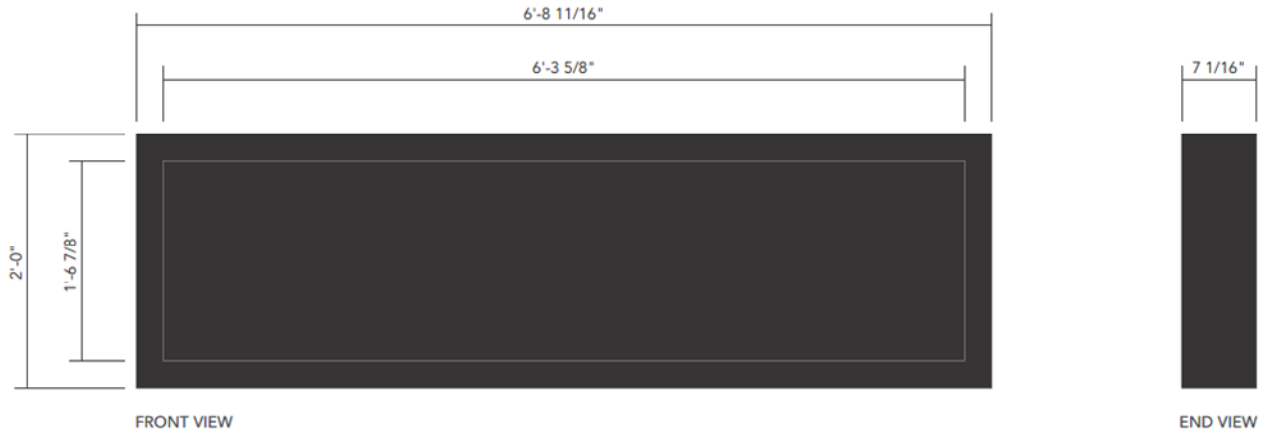 6'-8 11/16"
6'-3 5/8"
7 1/16"
2'-0"
1'-6 7/8"
FRONT VIEW
END VIEW